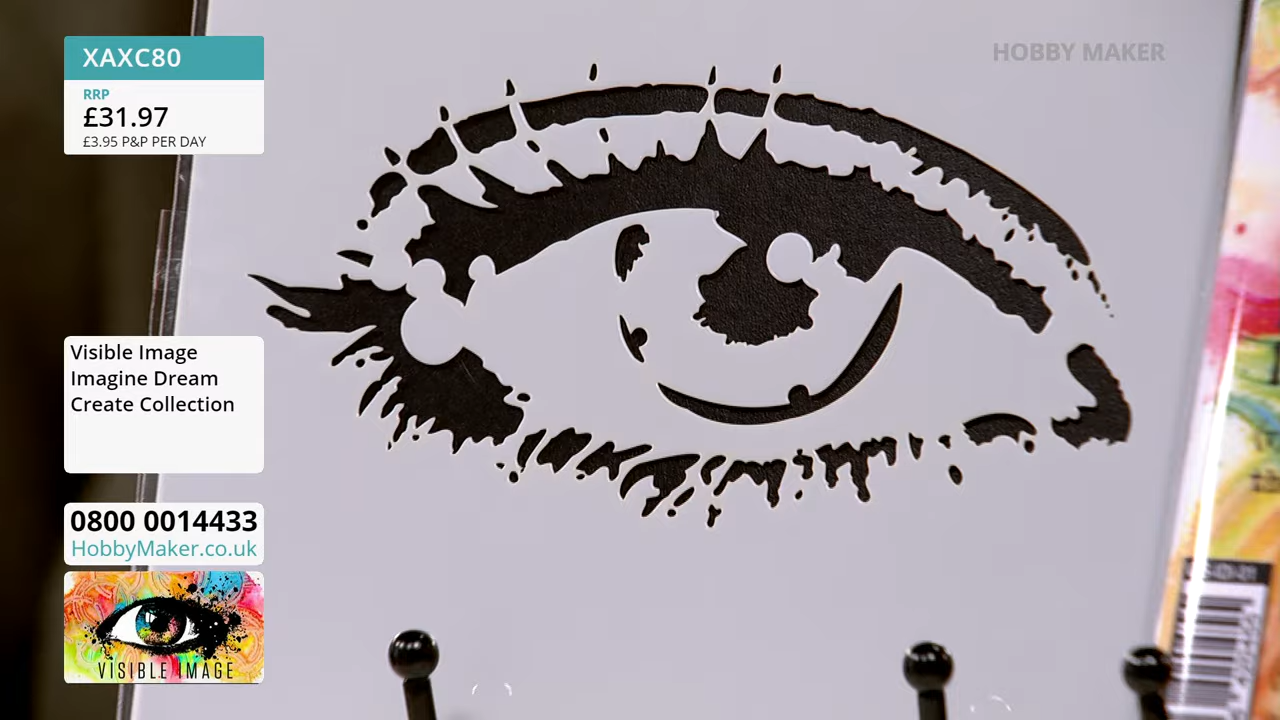 XAXC80
RRP
£31.97
£3.95 P&P PER DAY
HOBBY MAKER
Visible Image
Imagine Dream
Create Collection
0800 0014433
HobbyMaker.co.uk
VISIBLE IMAGE